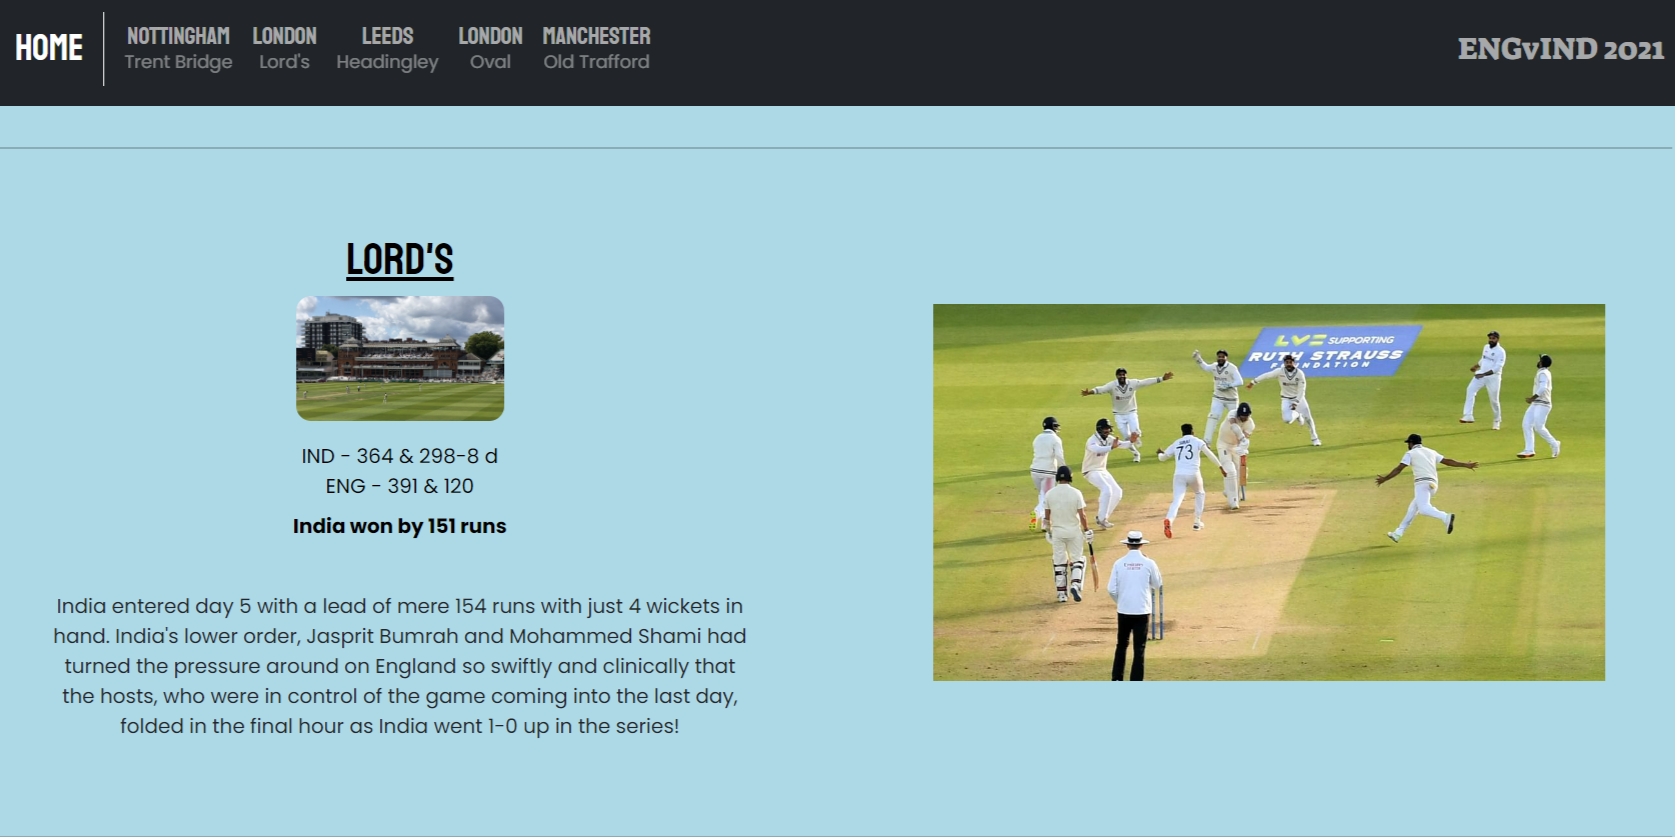 HOME
NOTTINGHAM
Trent Bridge
LONDON
Lord's
LEEDS
Headingley
LONDON
Oval
MANCHESTER
Old Trafford
ENGvIND 2021
LORD'S
IND - 364 & 298-8 d
ENG - 391 & 120
India won by 151 runs
India entered day 5 with a lead of mere 154 runs with just 4 wickets in
hand. India's lower order, Jasprit Bumrah and Mohammed Shami had
turned the pressure around on England so swiftly and clinically that
the hosts, who were in control of the game coming into the last day,
folded in the final hour as India went 1-0 up in the series!
LV= SUPPORTING
RUTH STRAUSS
FOUNDATION
73